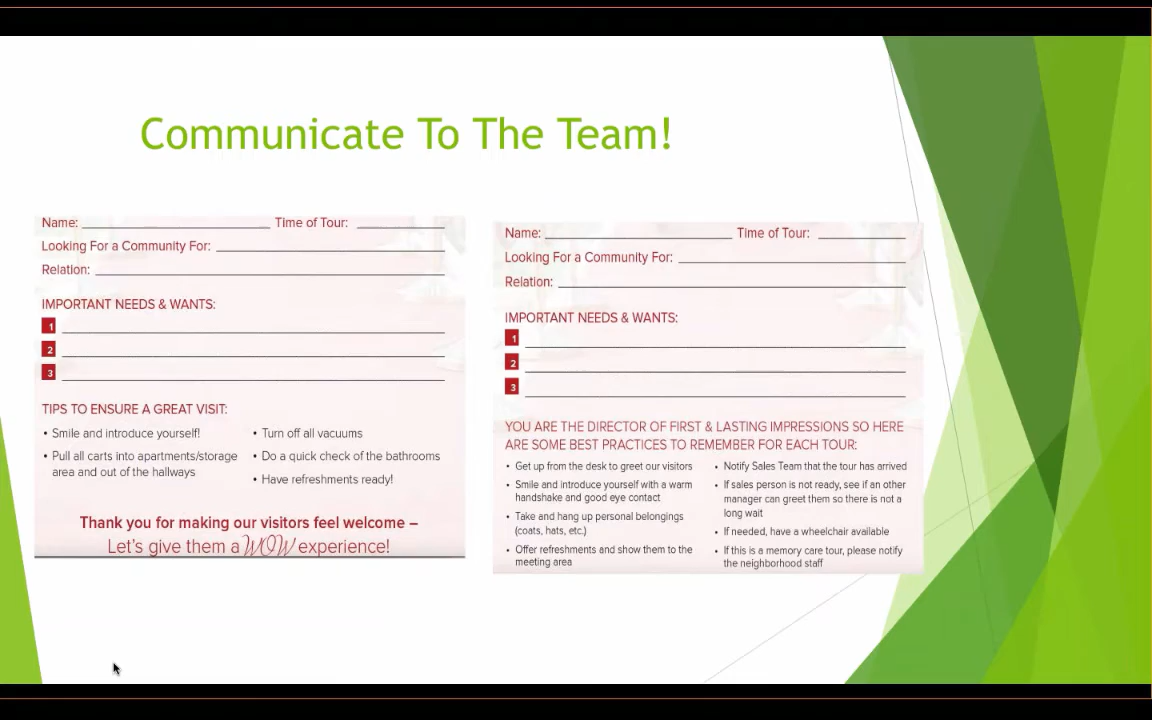 Communicate To The Team!
Name: Time of Tour:
Looking For a Community For:
Relation:
IMPORTANT NEEDS & WANTS:
1
2
3
TIPS TO ENSURE A GREAT VISIT:
• Smile and introduce yourself!
• Pull all carts into apartments/storage
area and out of the hallways
• Turn off all vacuums
• Do a quick check of the bathrooms
• Have refreshments ready!
Thank you for making our visitors feel welcome –
Let's give them a WOW experience!
Name: Time of Tour:
Looking For a Community For:
Relation:
IMPORTANT NEEDS & WANTS:
1
2
3
YOU ARE THE DIRECTOR OF FIRST & LASTING IMPRESSIONS SO HERE
ARE SOME BEST PRACTICES TO REMEMBER FOR EACH TOUR:
• Get up from the desk to greet our visitors
• Smile and introduce yourself with a warm
handshake and good eye contact
• Take and hang up personal belongings
(coats, hats, etc.)
• Offer refreshments and show them to the
meeting area
• Notify Sales Team that the tour has arrived
• If sales person is not ready, see if an other
manager can greet them so there is not a
long wait
• If needed, have a wheelchair available
• If this is a memory care tour, please notify
the neighborhood staff